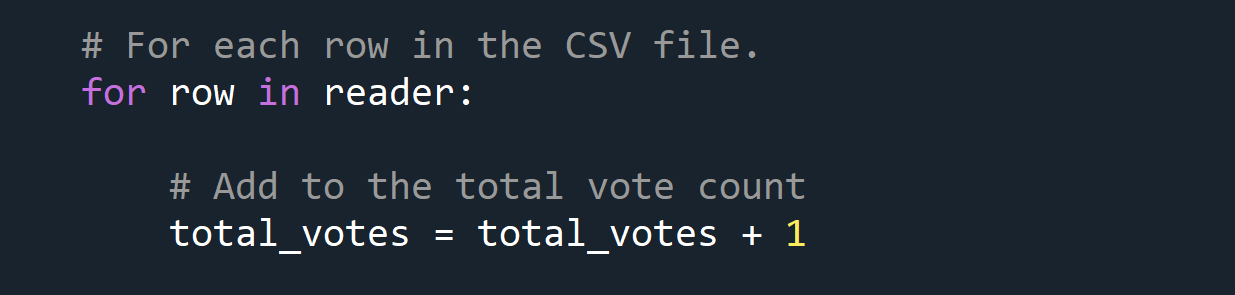 # For each row in the CSV file.
for row in reader:
# Add to the total vote count
total_votes = total_votes + 1